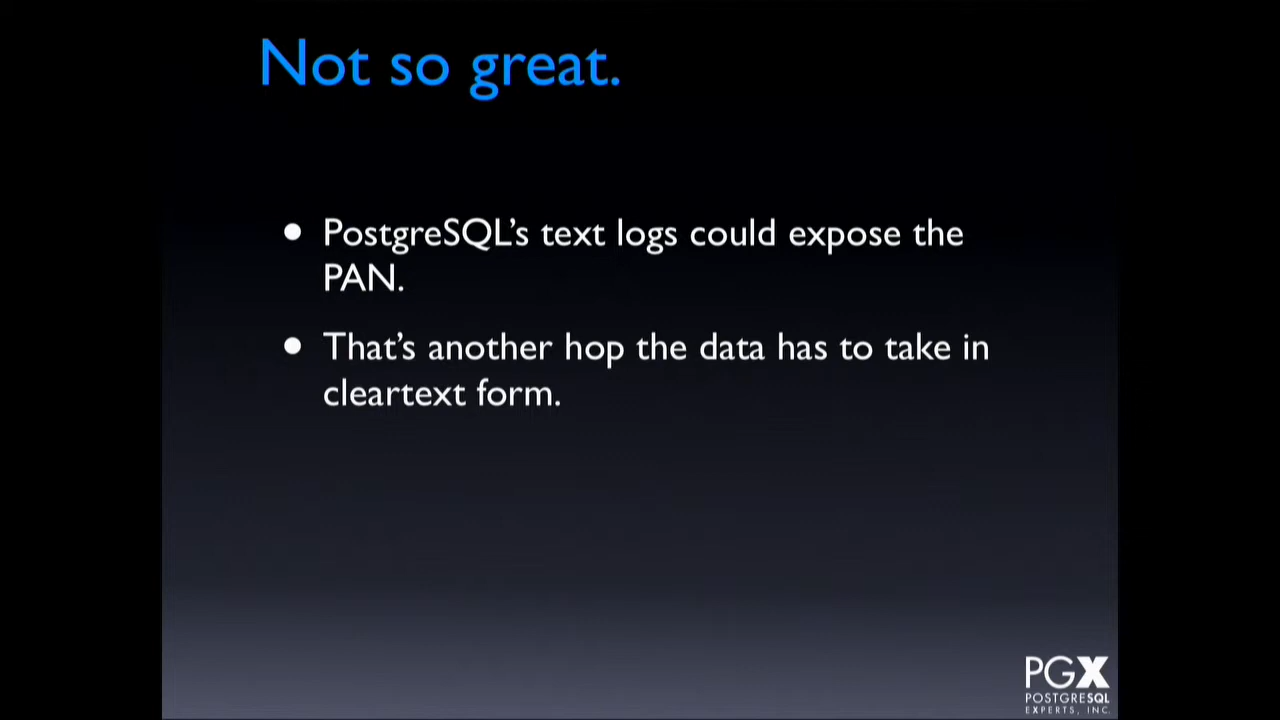 Not so great.
• PostgreSQL’s text logs could expose the
PAN.
• That’s another hop the data has to take in
cleartext form.
PGX
POSTGRESQL
EXPERTS, INC.